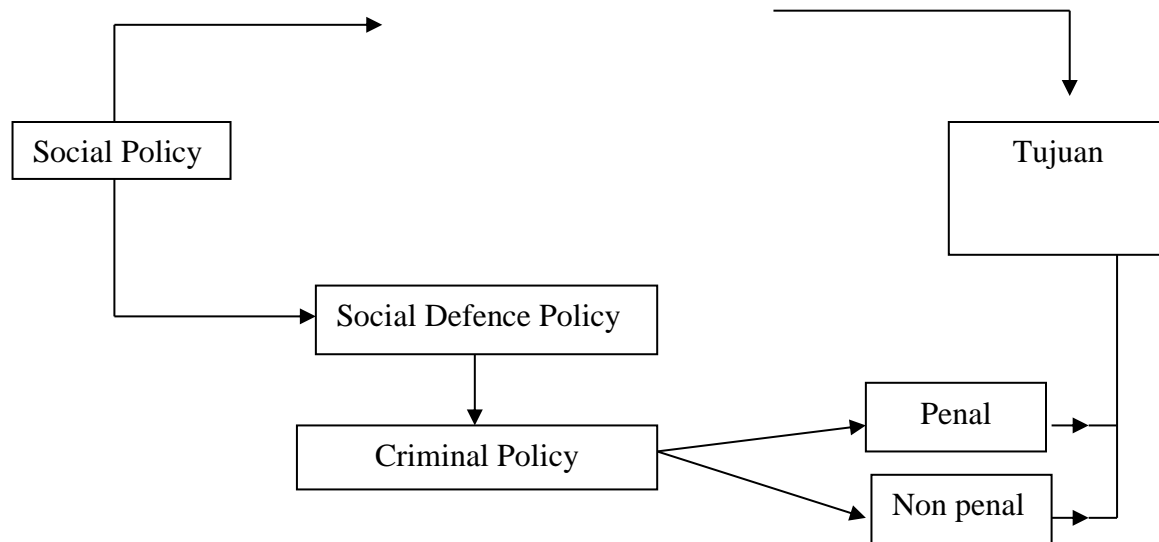 Social Policy
Tujuan
Social Defence Policy
Penal
Criminal Policy
Non penal